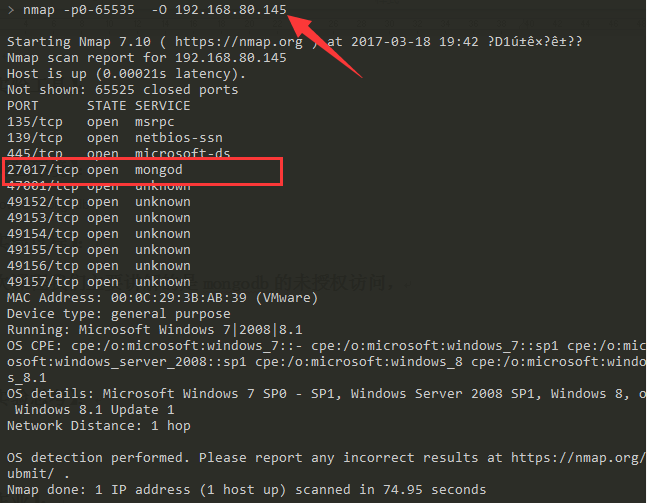 > nmap -p0-65535  -O 192.168.80.145
Starting Nmap 7.10 ( https://nmap.org ) at 2017-03-18 19:42 ?D1ú±ê×?ê±??
Nmap scan report for 192.168.80.145
Host is up (0.00021s latency).
Not shown: 65525 closed ports
PORT      STATE SERVICE
135/tcp   open  msrpc
139/tcp   open  netbios-ssn
445/tcp   open  microsoft-ds
27017/tcp open  mongod
47001/tcp open  unknown
49152/tcp open  unknown
49153/tcp open  unknown
49154/tcp open  unknown
49155/tcp open  unknown
49156/tcp open  unknown
49157/tcp open  unknown
mongodb 的未授权访问。
MAC Address: 00:0C:29:3B:AB:39 (VMware)
Device type: general purpose
Running: Microsoft Windows 7|2008|8.1
OS CPE: cpe:/o:microsoft:windows_7::- cpe:/o:microsoft:windows_7::sp1 cpe:/o:mic
osoft:windows_server_2008::sp1 cpe:/o:microsoft:windows_8 cpe:/o:microsoft:windo
s_8.1
OS details: Microsoft Windows 7 SP0 - SP1, Windows Server 2008 SP1, Windows 8, o
Windows 8.1 Update 1
Network Distance: 1 hop
OS detection performed. Please report any incorrect results at https://nmap.org/
ubmit/ .
Nmap done: 1 IP address (1 host up) scanned in 74.95 seconds